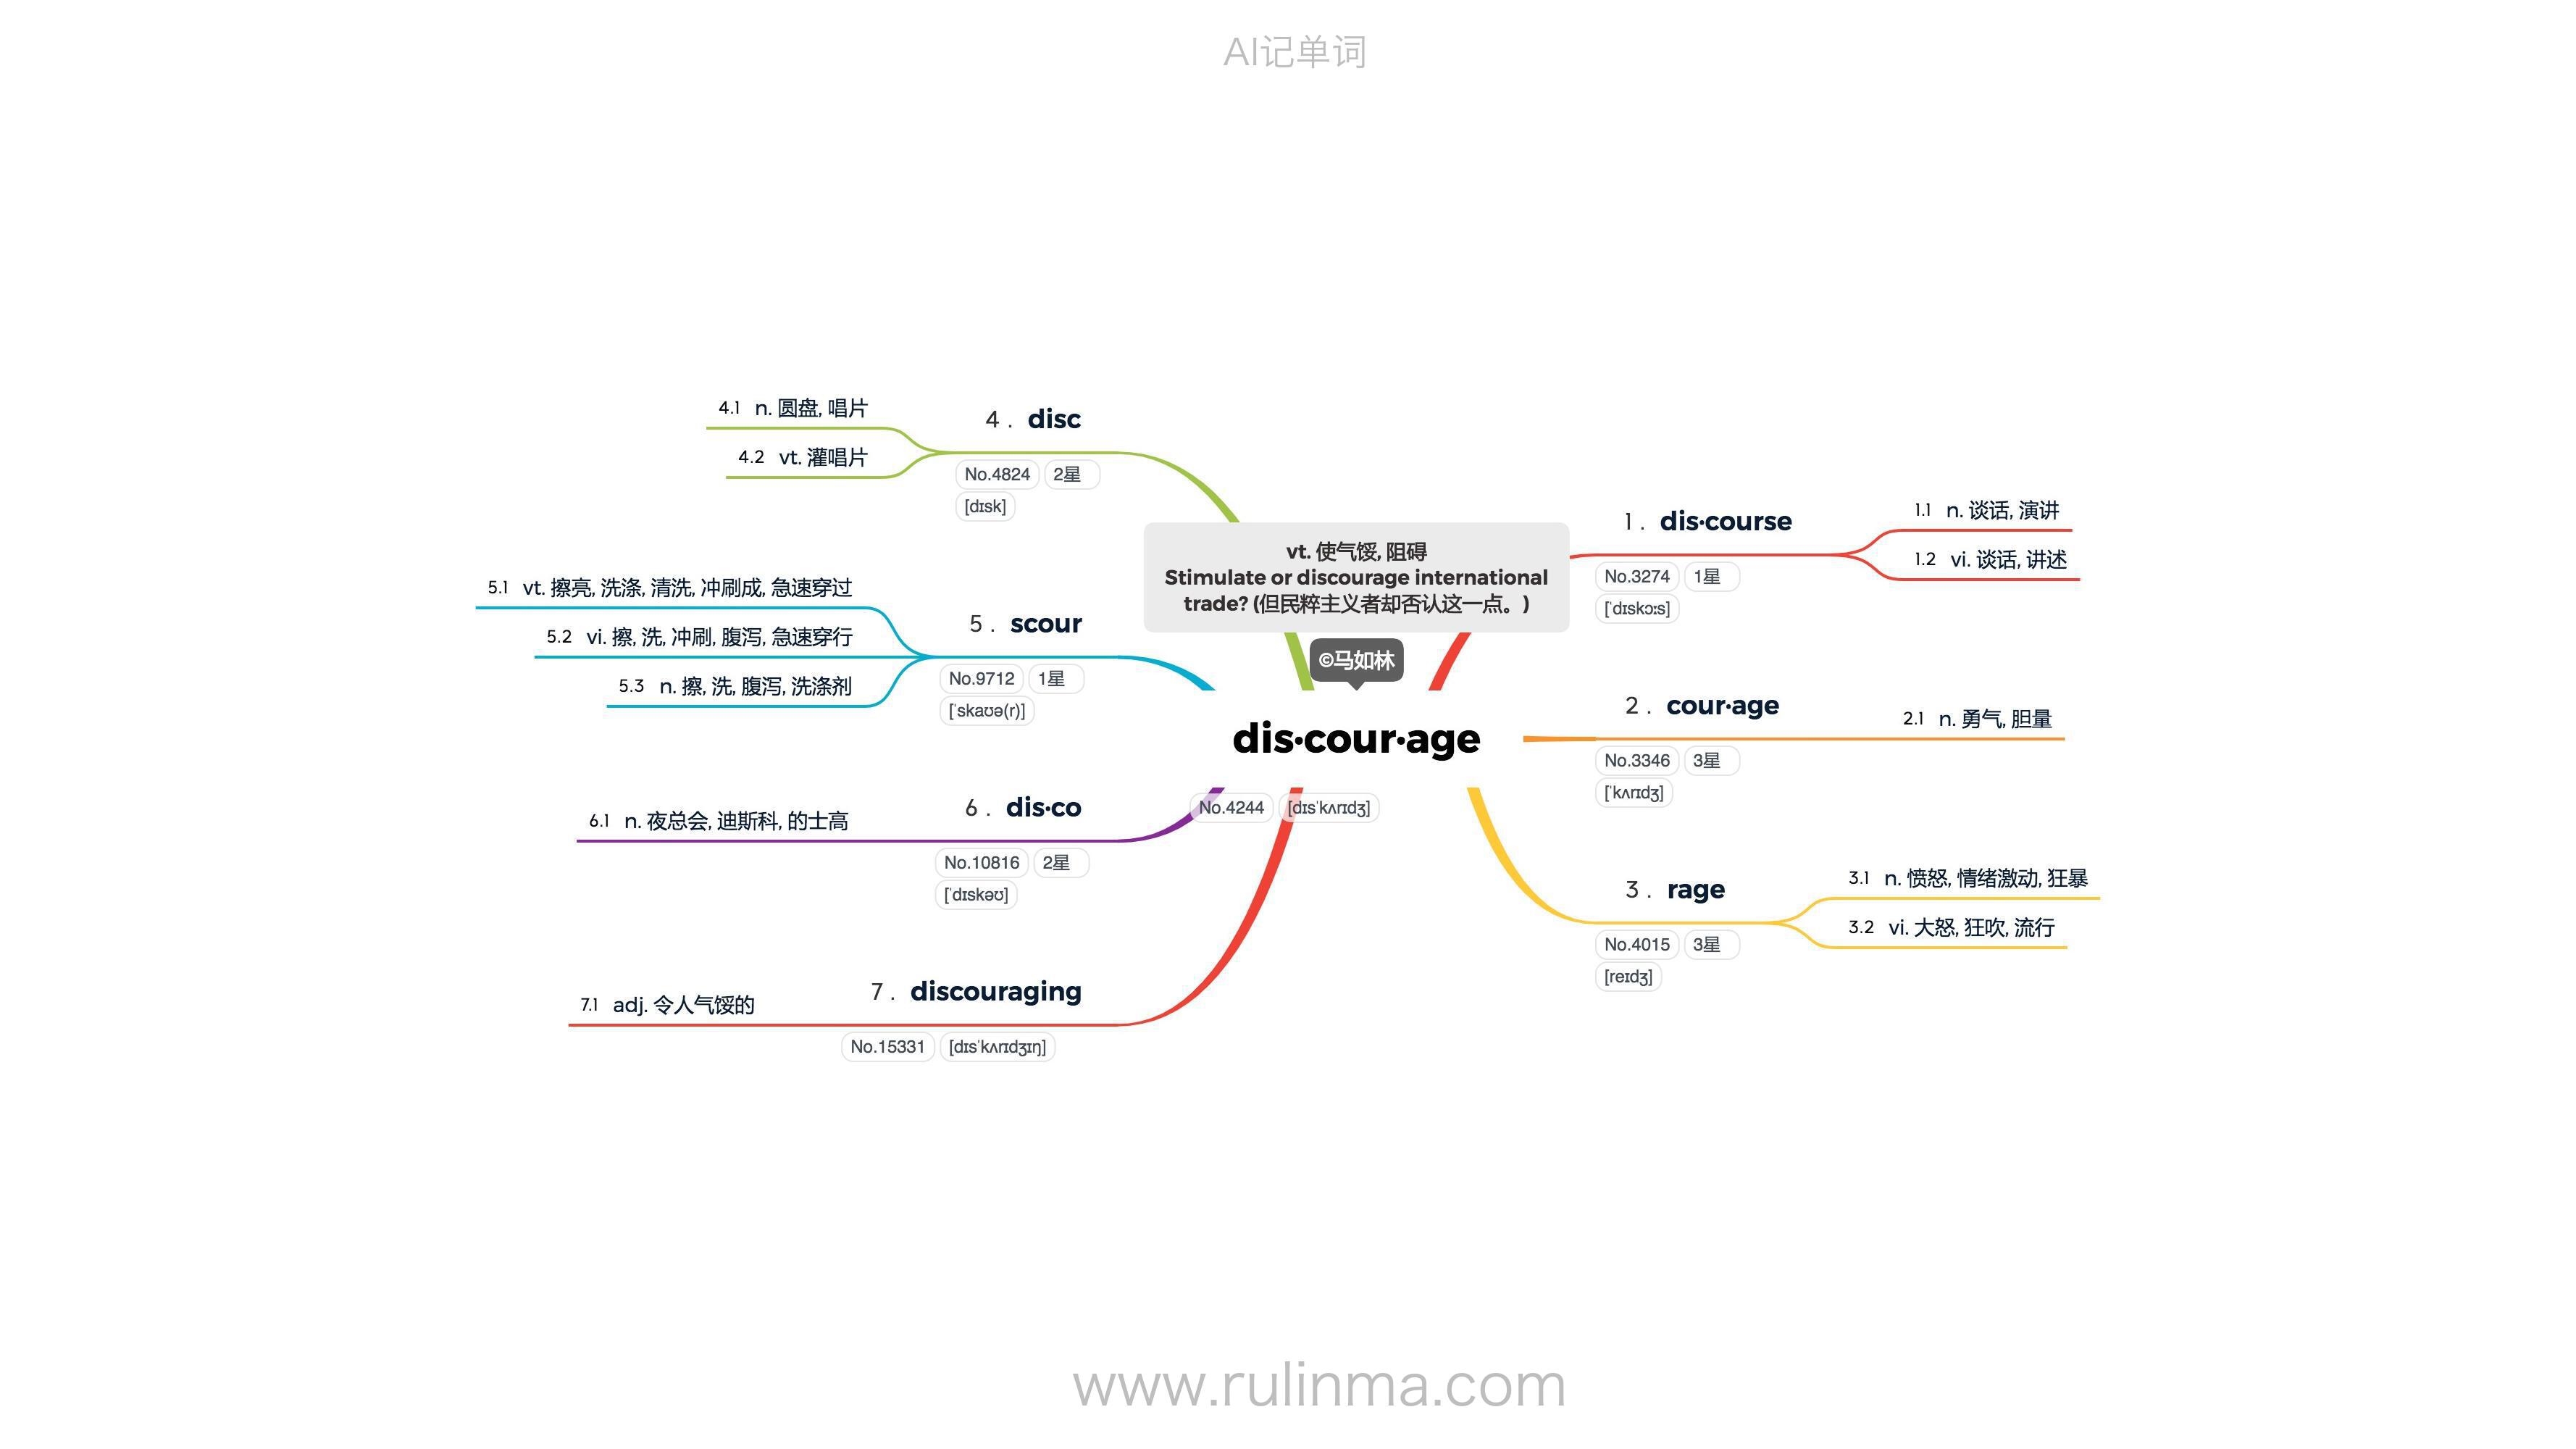 AI记单词
vt. 使气馁, 阻碍
Stimulate or discourage international
trade? (但民粹主义者却否认这一点。)
©马如林
dis·cour·age
No.4244 [dɪsˈkʌrɪdʒ]
1 . dis·course
No.3274 1星
[ˈdɪskɔːs]
1.1 n. 谈话, 演讲
1.2 vi. 谈话, 讲述
2 . cour·age
No.3346 3星
[ˈkʌrɪdʒ]
2.1 n. 勇气, 胆量
3 . rage
No.4015 3星
[reɪdʒ]
3.1 n. 愤怒, 情绪激动, 狂暴
3.2 vi. 大怒, 狂吹, 流行
4 . disc
No.4824 2星
[dɪsk]
4.1 n. 圆盘, 唱片
4.2 vt. 灌唱片
5 . scour
No.9712 1星
[ˈskaʊə(r)]
5.1 vt. 擦亮, 洗涤, 清洗, 冲刷成, 急速穿过
5.2 vi. 擦, 洗, 冲刷, 腹泻, 急速穿行
5.3 n. 擦, 洗, 腹泻, 洗涤剂
6 . dis·co
No.10816 2星
[ˈdɪskəʊ]
6.1 n. 夜总会, 迪斯科, 的士高
7 . discouraging
No.15331 [dɪsˈkʌrɪdʒɪŋ]
7.1 adj. 令人气馁的
www.rulinma.com